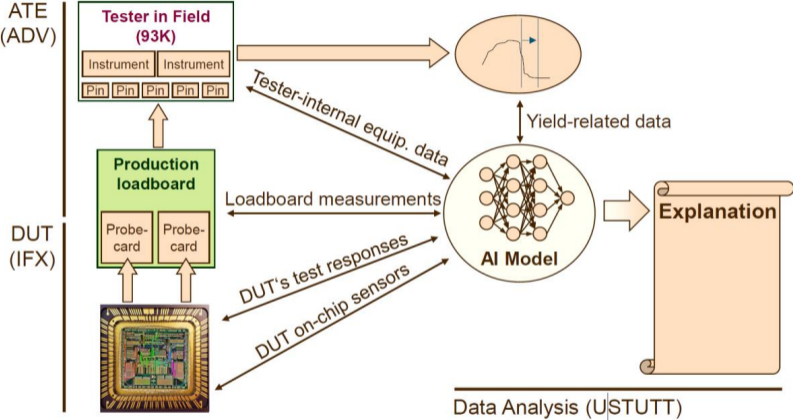 ATE
(ADV)
Tester in Field
(93K)
Instrument Instrument
Pin Pin Pin Pin Pin
Tester-internal equip. data
Yield-related data
Production
loadboard
Loadboard measurements
Probe-
card
Probe-
card
DUT
(IFX)
DUT‘s test responses
DUT on-chip sensors
AI Model
Explanation
Data Analysis (USTUTT)